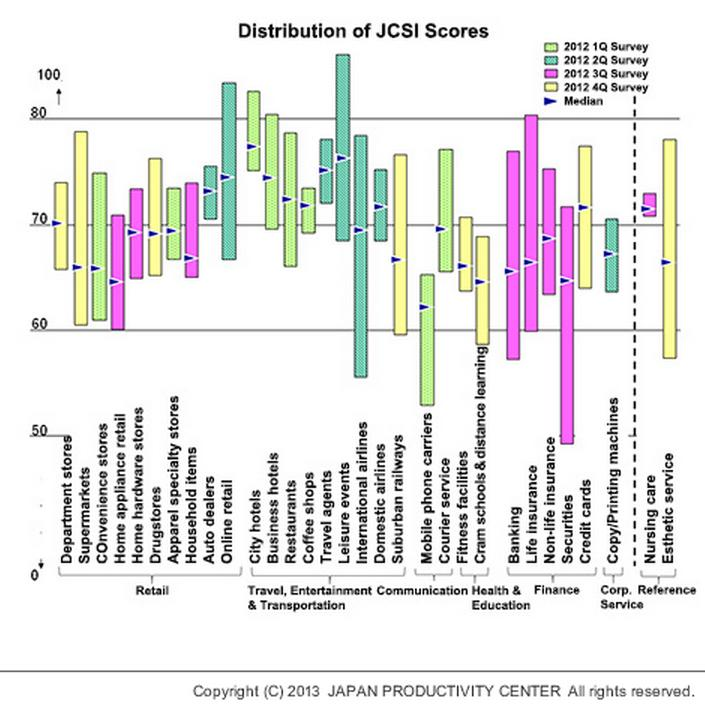 Distribution of JCSI Scores
2012 1Q Survey
2012 2Q Survey
2012 3Q Survey
2012 4Q Survey
Median
100
80
70
60
50
0
Department stores
Supermarkets
COnvenience stores
Home appliance retail
Home hardware stores
Drugstores
Apparel specialty stores
Household items
Auto dealers
Online retail
City hotels
Business hotels
Restaurants
Coffee shops
Travel agents
Leisure events
International airlines
Domestic airlines
Suburban railways
Mobile phone carriers
Courier service
Fitness facilities
Cram schools & distance learning
Banking
Life insurance
Non-life insurance
Securities
Credit cards
Copy/Printing machines
Nursing care
Esthetic service
Retail
Travel, Entertainment
& Transportation
Communication
Health &
Education
Finance
Corp.
Service
Reference
Copyright (C) 2013 JAPAN PRODUCTIVITY CENTER All rights reserved.